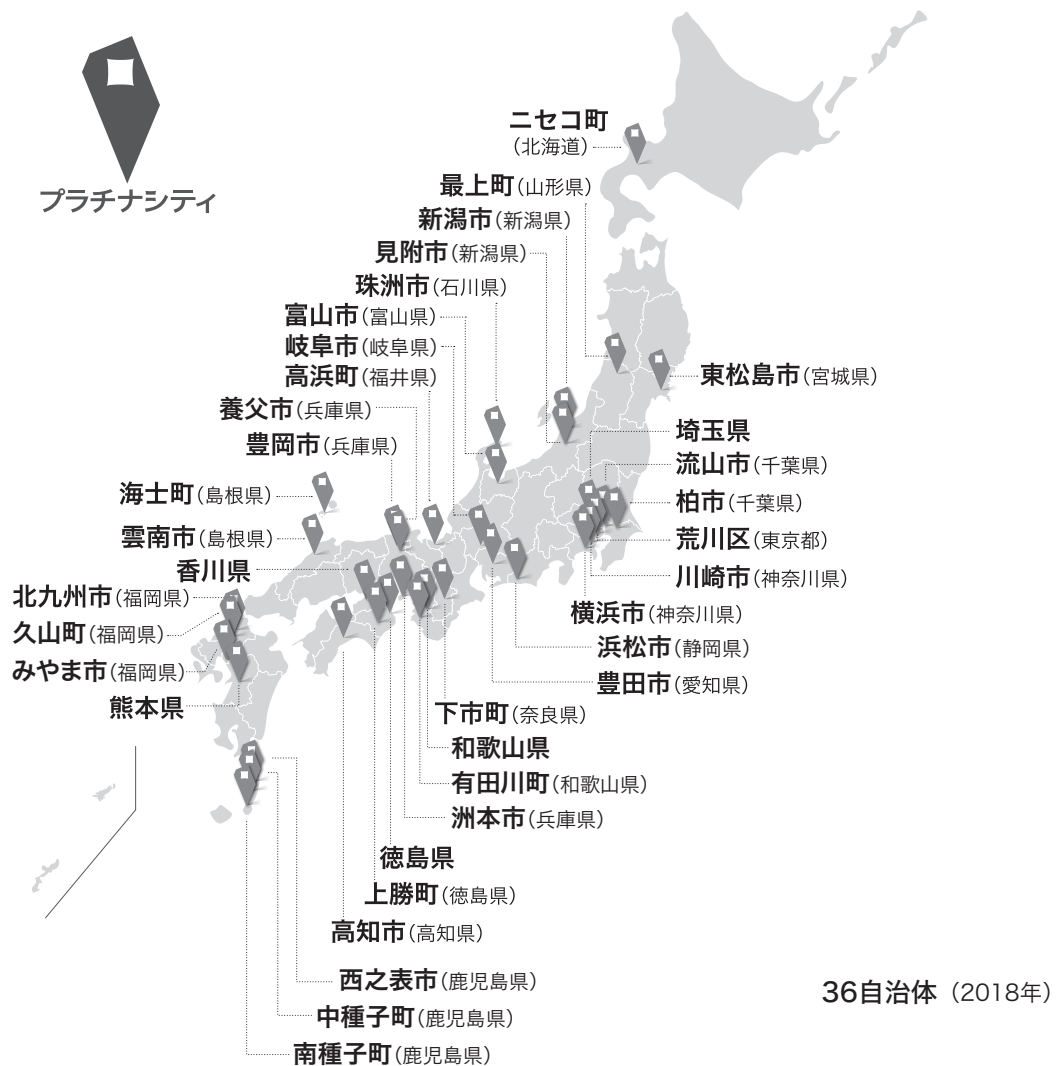 プラチナシティ
ニセコ町
（北海道）
最上町（山形県）
新潟市（新潟県）
見附市（新潟県）
珠洲市（石川県）
富山市（富山県）
岐阜市（岐阜県）
高浜町（福井県）
養父市（兵庫県）
豊岡市（兵庫県）
海士町（島根県）
雲南市（島根県）
香川県
北九州市（福岡県）
久山町（福岡県）
みやま市（福岡県）
熊本県
東松島市（宮城県）
埼玉県
流山市（千葉県）
柏市（千葉県）
荒川区（東京都）
川崎市（神奈川県）
横浜市（神奈川県）
浜松市（静岡県）
豊田市（愛知県）
下市町（奈良県）
和歌山県
有田川町（和歌山県）
洲本市（兵庫県）
徳島県
上勝町（徳島県）
高知市（高知県）
西之表市（鹿児島県）
中種子町（鹿児島県）
南種子町（鹿児島県）
36自治体（2018年）